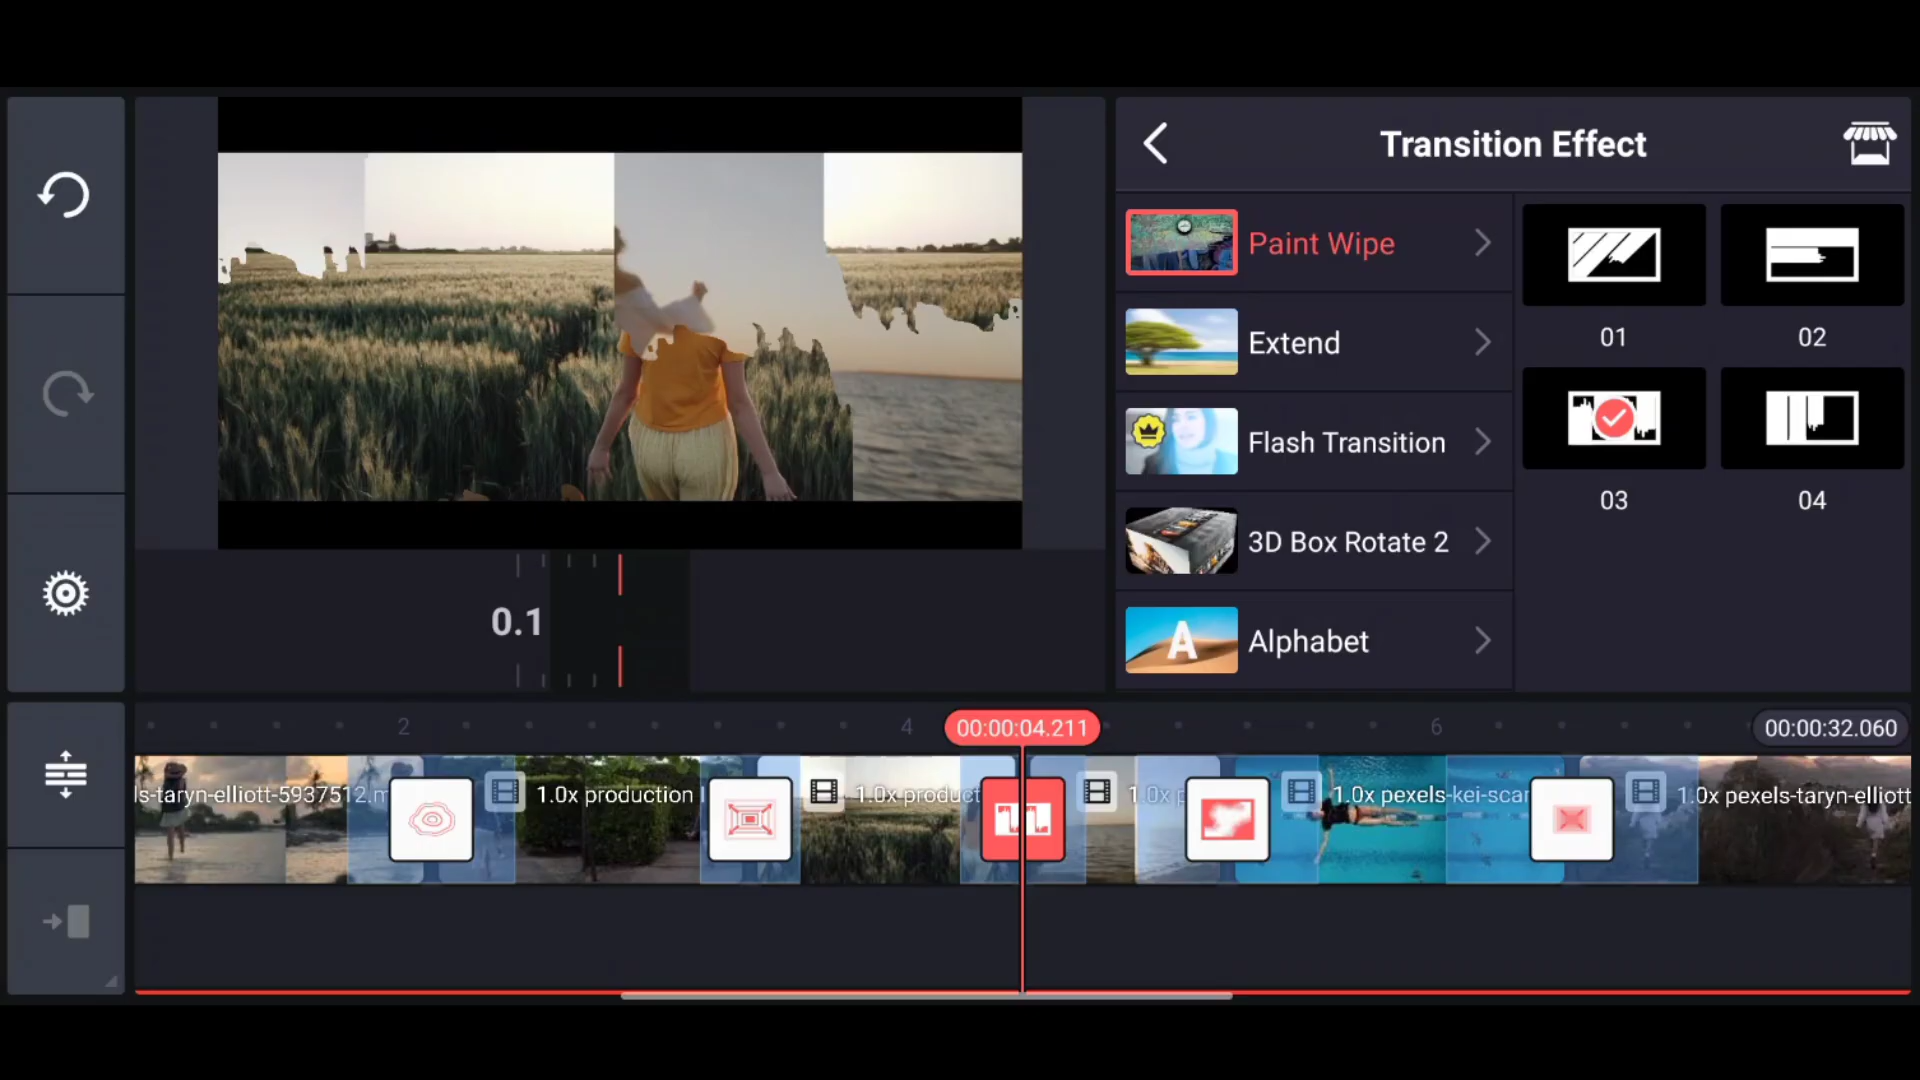 Transition Effect
Paint Wipe
Extend
Flash Transition
3D Box Rotate 2
A
Alphabet
01
02
03
04
0.1
2
4
00:00:04.211
6
00:00:32.060
ls-taryn-elliott-5937512.m
1.0x production
1.0x product
1.0x p
1.0x pexels-kei-scar
1.0x pexels-taryn-elliott